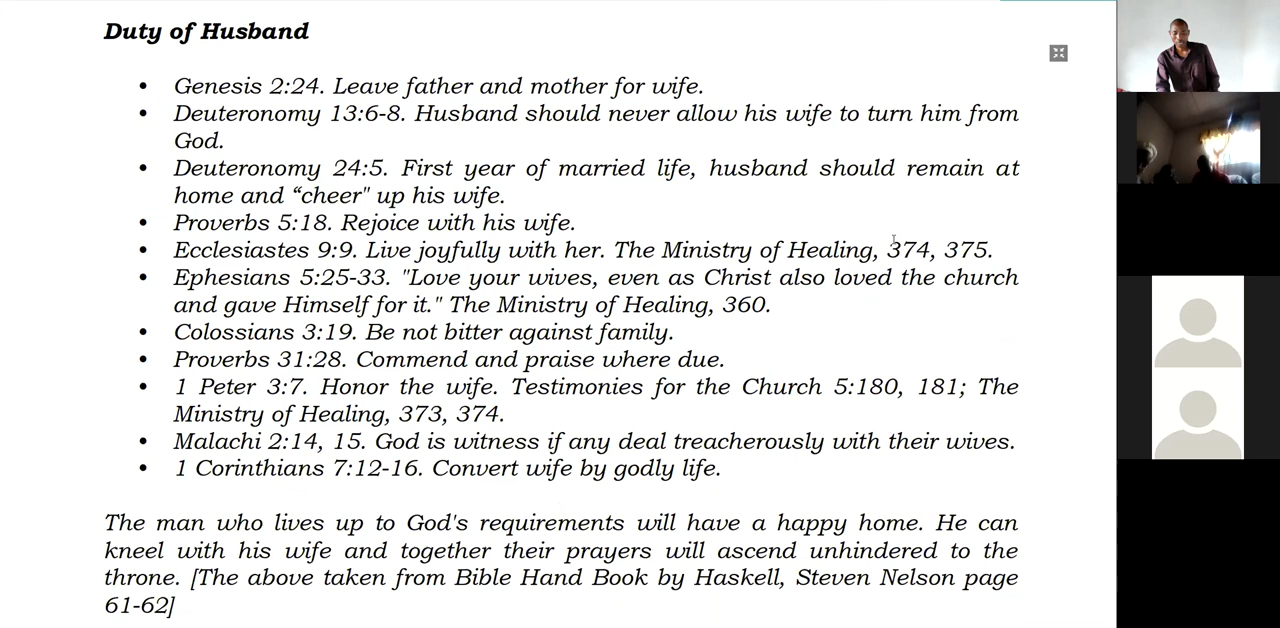 Duty of Husband
• Genesis 2:24. Leave father and mother for wife.
• Deuteronomy 13:6-8. Husband should never allow his wife to turn him from
God.
• Deuteronomy 24:5. First year of married life, husband should remain at
home and “cheer" up his wife.
• Proverbs 5:18. Rejoice with his wife.
• Ecclesiastes 9:9. Live joyfully with her. The Ministry of Healing, 374, 375.
• Ephesians 5:25-33. "Love your wives, even as Christ also loved the church
and gave Himself for it." The Ministry of Healing, 360.
• Colossians 3:19. Be not bitter against family.
• Proverbs 31:28. Commend and praise where due.
• 1 Peter 3:7. Honor the wife. Testimonies for the Church 5:180, 181; The
Ministry of Healing, 373, 374.
• Malachi 2:14, 15. God is witness if any deal treacherously with their wives.
• 1 Corinthians 7:12-16. Convert wife by godly life.
The man who lives up to God's requirements will have a happy home. He can
kneel with his wife and together their prayers will ascend unhindered to the
throne. [The above taken from Bible Hand Book by Haskell, Steven Nelson page
61-62]